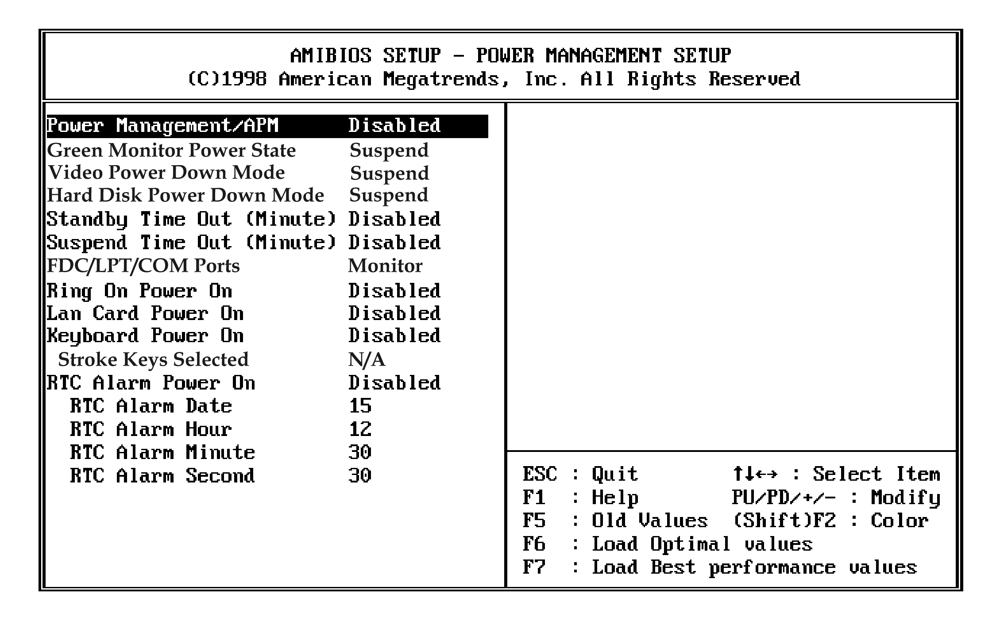 AMIBIOS SETUP – POWER MANAGEMENT SETUP
(C)1998 American Megatrends, Inc. All Rights Reserved
Power Management/APM Disabled
Green Monitor Power State Suspend
Video Power Down Mode Suspend
Hard Disk Power Down Mode Suspend
Standby Time Out (Minute) Disabled
Suspend Time Out (Minute) Disabled
FDC/LPT/COM Ports Monitor
Ring On Power On Disabled
Lan Card Power On Disabled
Keyboard Power On Disabled
Stroke Keys Selected N/A
RTC Alarm Power On Disabled
RTC Alarm Date 15
RTC Alarm Hour 12
RTC Alarm Minute 30
RTC Alarm Second 30
ESC : Quit ↑↓←→ : Select Item
F1 : Help PU/PD/+/– : Modify
F5 : Old Values (Shift)F2 : Color
F6 : Load Optimal values
F7 : Load Best performance values